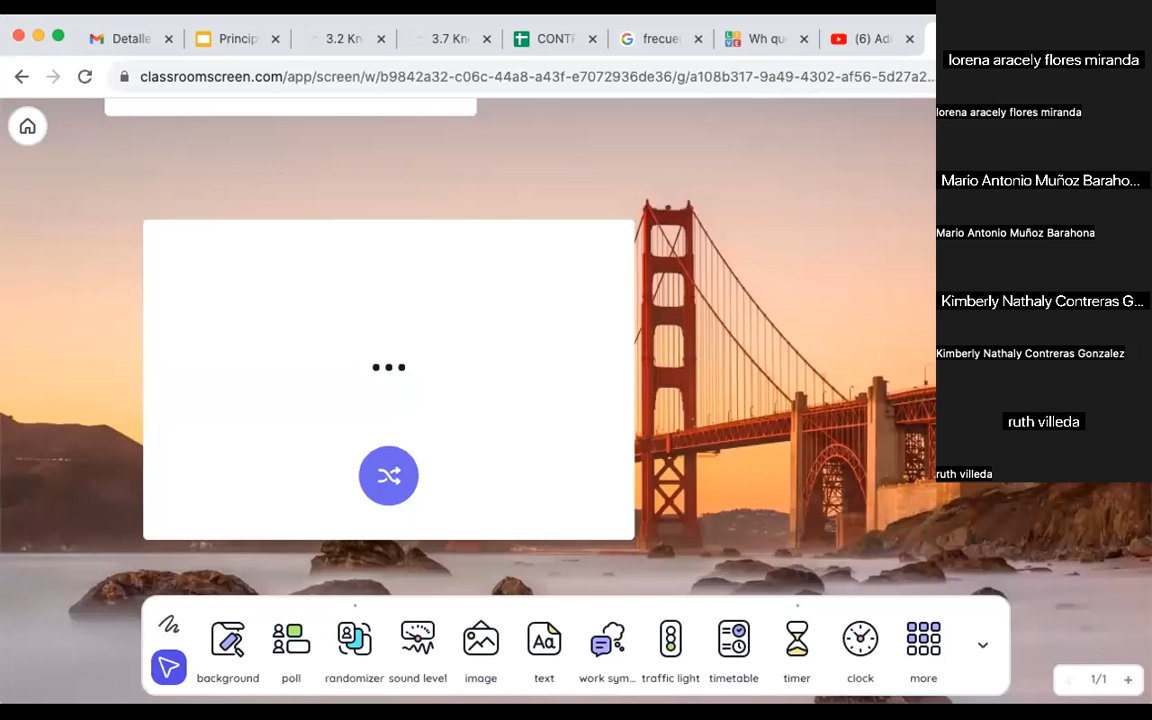 Detalle
Princip
3.2 Kn
3.7 Kn
CONTR
frecue
Wh qu
(6) Ad
classroomscreen.com/app/screen/w/b9842a32-c06c-44a8-a43f-e7072936de36/g/a108b317-9a49-4302-af56-5d27a2...
lorena aracely flores miranda
lorena aracely flores miranda
Mario Antonio Muñoz Baraho...
Mario Antonio Muñoz Barahona
Kimberly Nathaly Contreras G...
Kimberly Nathaly Contreras Gonzalez
ruth villeda
ruth villeda
...
Aa
background
poll
randomizer
sound level
image
text
work sym...
traffic light
timetable
timer
clock
more
1/1